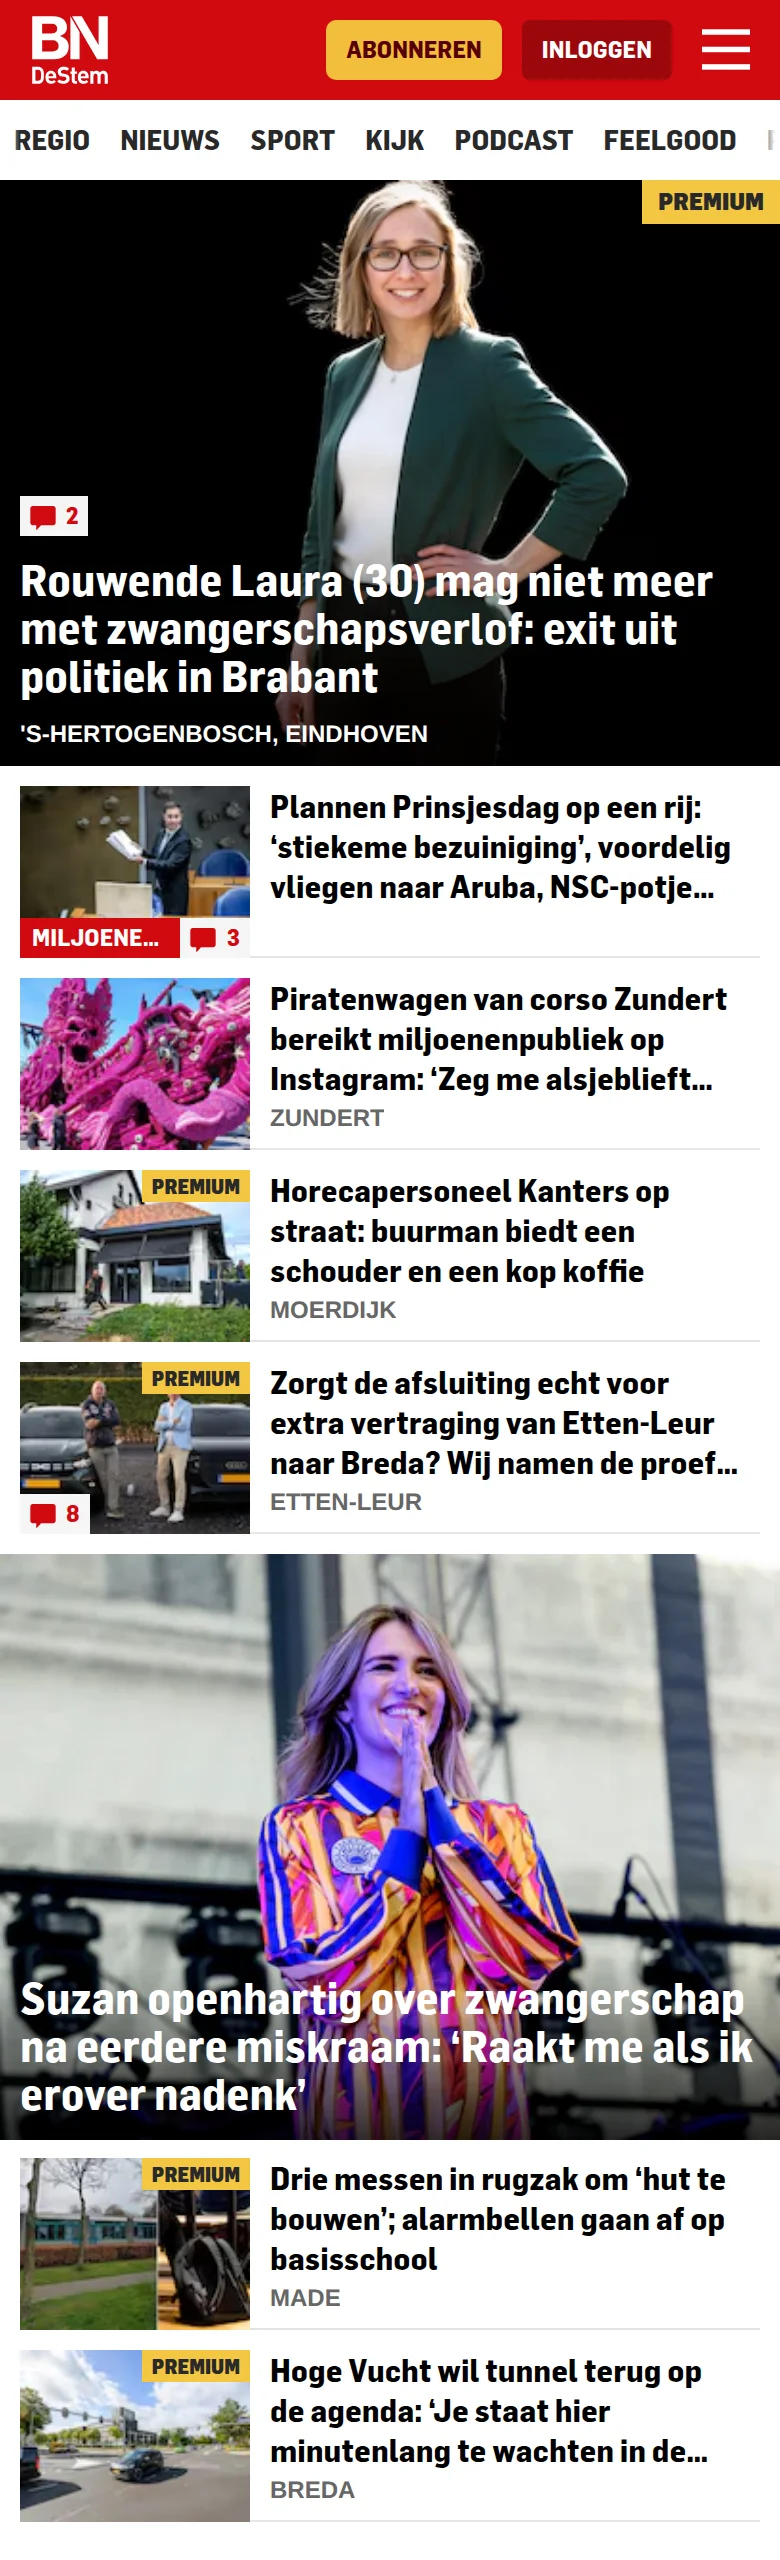 BN
DeStem
ABONNEREN
INLOGGEN
REGIO NIEUWS SPORT KIJK PODCAST FEELGOOD
PREMIUM
2
Rouwende Laura (30) mag niet meer
met zwangerschapsverlof: exit uit
politiek in Brabant
'S-HERTOGENBOSCH, EINDHOVEN
Plannen Prinsjesdag op een rij:
‘stiekeme bezuiniging’, voordelig
vliegen naar Aruba, NSC-potje...
MILJOENE...
3
Piratenwagen van corso Zundert
bereikt miljoenenpubliek op
Instagram: ‘Zeg me alsjeblieft...
ZUNDERT
PREMIUM
Horecapersoneel Kanters op
straat: buurman biedt een
schouder en een kop koffie
MOERDIJK
PREMIUM
8
Zorgt de afsluiting echt voor
extra vertraging van Etten-Leur
naar Breda? Wij namen de proef...
ETTEN-LEUR
Suzan openhartig over zwangerschap
na eerdere miskraam: ‘Raakt me als ik
erover nadenk’
PREMIUM
Drie messen in rugzak om ‘hut te
bouwen’; alarmbellen gaan af op
basisschool
MADE
PREMIUM
Hoge Vucht wil tunnel terug op
de agenda: ‘Je staat hier
minutenlang te wachten in de...
BREDA